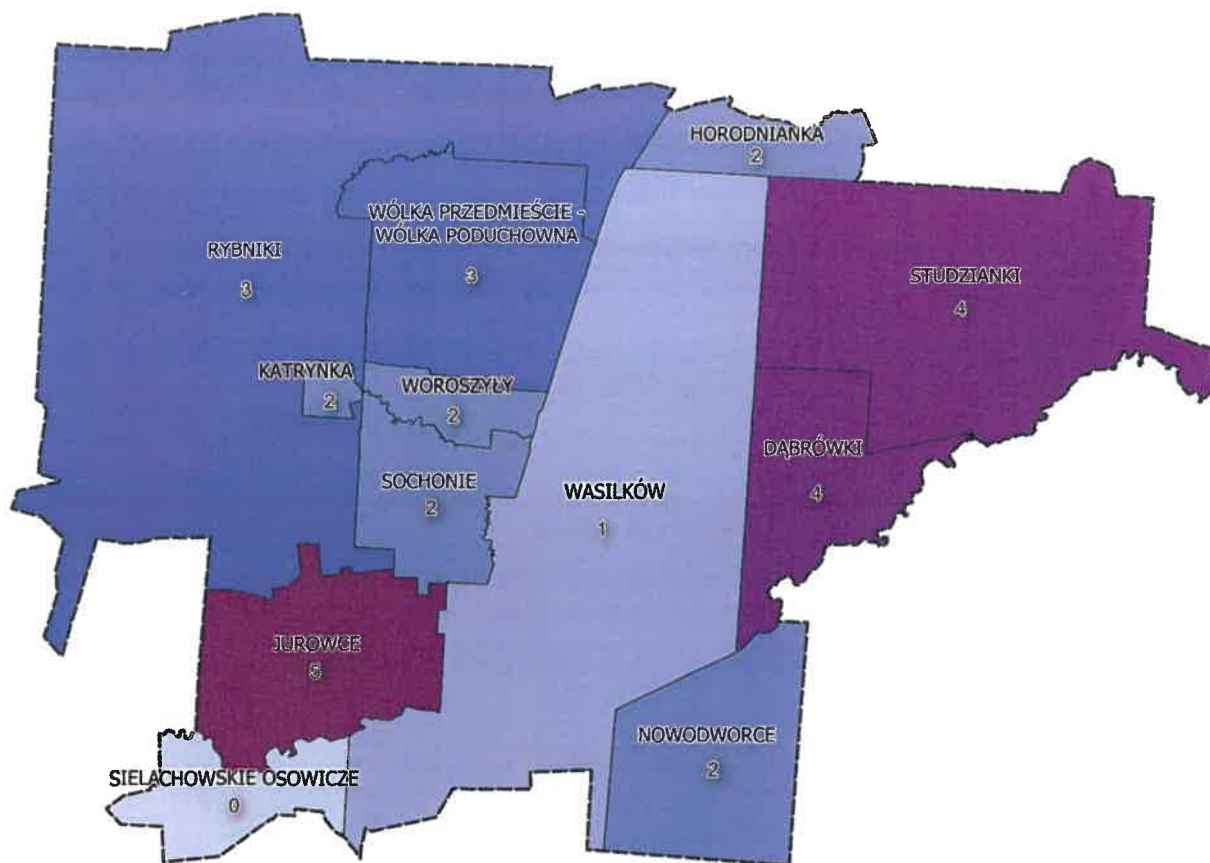 HORODNIANKA
2
WÓLKA PRZEDMIEŚCIE -
WÓLKA PODUCHOWNA
3
RYBNIKI
3
STUDZIANKI
4
KATRYNKA
2
WOROSZYŁY
2
DĄBRÓWKI
4
SOCHONIE
2
WASILKÓW
1
JUROWCE
5
NOWODWORCE
2
SIELACHOWSKIE OSOWICZE
0